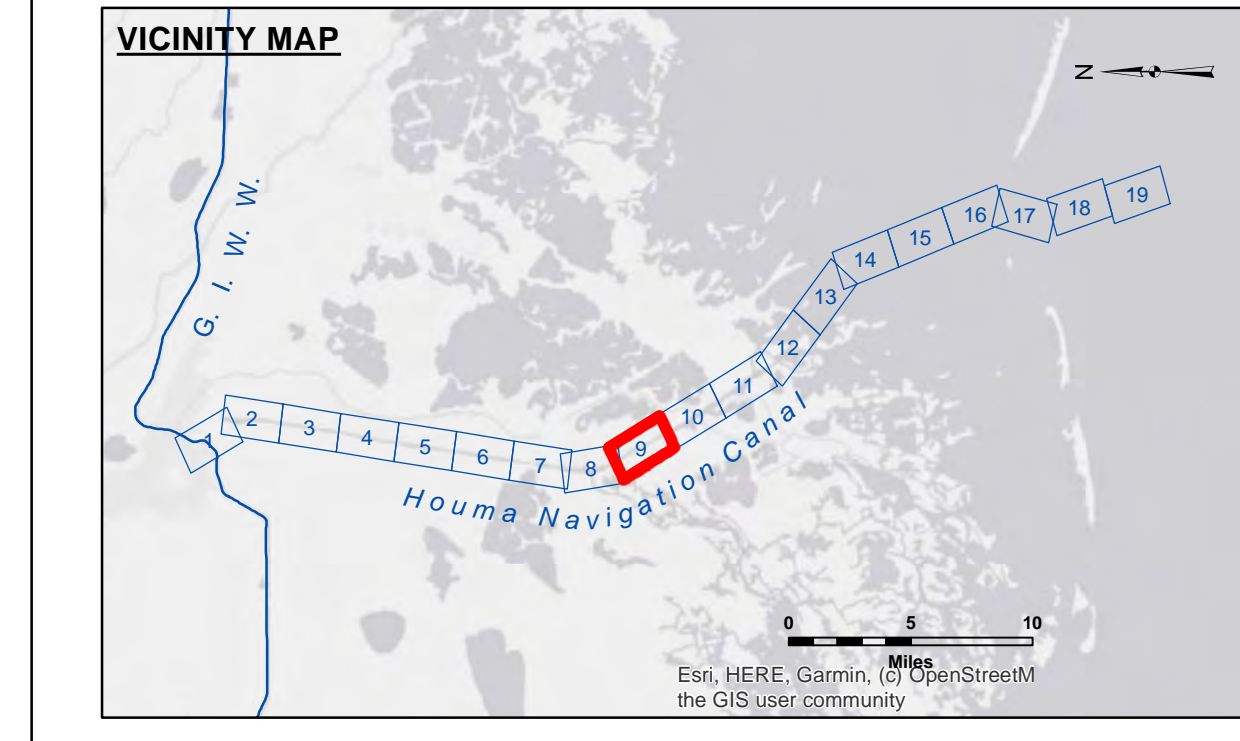 VICINITY MAP
N
G. I. W. W.
1
2
3
4
5
6
7
8
9
10
11
12
13
14
15
16
17
18
19
Houma Navigation Canal
0 5 10
Miles
Esri, HERE, Garmin, (c) OpenStreetM
the GIS user community